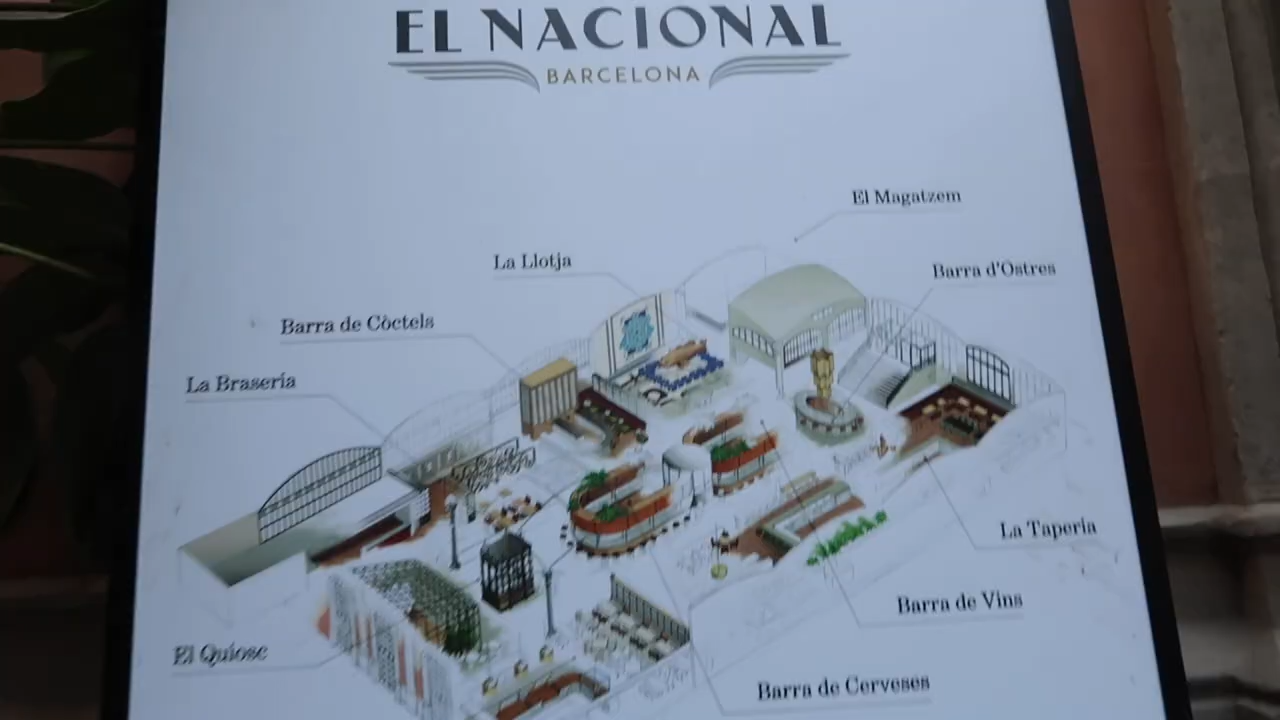 EL NACIONAL
BARCELONA
El Magatzem
La Llotja
Barra d'Ostres
Barra de Còctels
La Brasería
La Taperia
Barra de Vins
El Quiosc
Barra de Cerveses